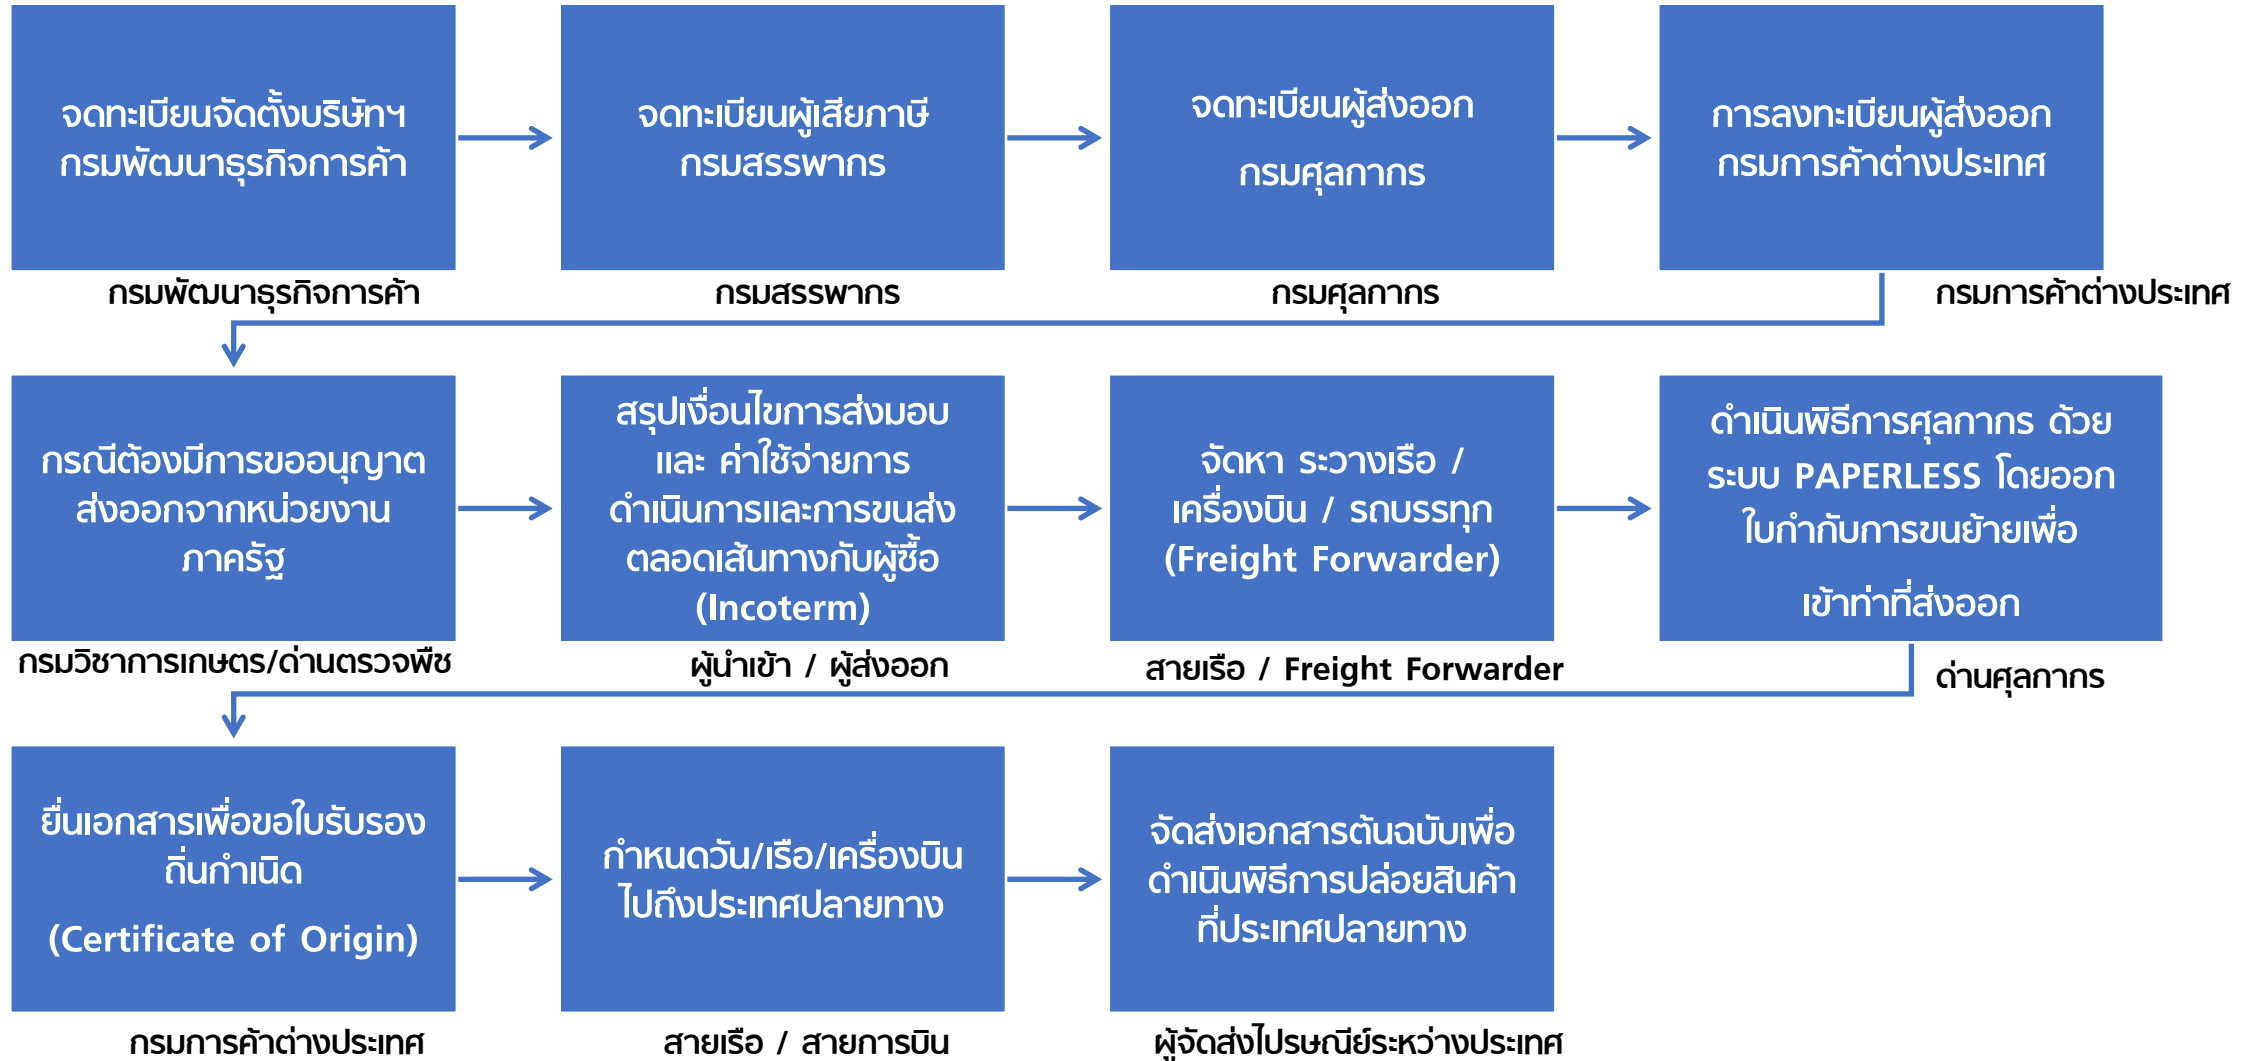 จดทะเบียนจัดตั้งบริษัทฯ
กรมพัฒนาธุรกิจการค้า
กรมพัฒนาธุรกิจการค้า
จดทะเบียนผู้เสียภาษี
กรมสรรพากร
กรมสรรพากร
จดทะเบียนผู้ส่งออก
กรมศุลกากร
กรมศุลกากร
การลงทะเบียนผู้ส่งออก
กรมการค้าต่างประเทศ
กรมการค้าต่างประเทศ
กรณีต้องมีการขออนุญาต
ส่งออกจากหน่วยงาน
ภาครัฐ
กรมวิชาการเกษตร/ด่านตรวจพืช
สรุปเงื่อนไขการส่งมอบ
และ ค่าใช้จ่ายการ
ดำเนินการและการขนส่ง
ตลอดเส้นทางกับผู้ซื้อ
(Incoterm)
ผู้นำเข้า / ผู้ส่งออก
จัดหา ระวางเรือ /
เครื่องบิน / รถบรรทุก
(Freight Forwarder)
สายเรือ / Freight Forwarder
ดำเนินพิธีการศุลกากร ด้วย
ระบบ PAPERLESS โดยออก
ใบกำกับการขนย้ายเพื่อ
เข้าท่าที่ส่งออก
ด่านศุลกากร
ยื่นเอกสารเพื่อขอใบรับรอง
ถิ่นกำเนิด
(Certificate of Origin)
กรมการค้าต่างประเทศ
กำหนดวัน/เรือ/เครื่องบิน
ไปถึงประเทศปลายทาง
สายเรือ / สายการบิน
จัดส่งเอกสารต้นฉบับเพื่อ
ดำเนินพิธีการปล่อยสินค้า
ที่ประเทศปลายทาง
ผู้จัดส่งไปรษณีย์ระหว่างประเทศ